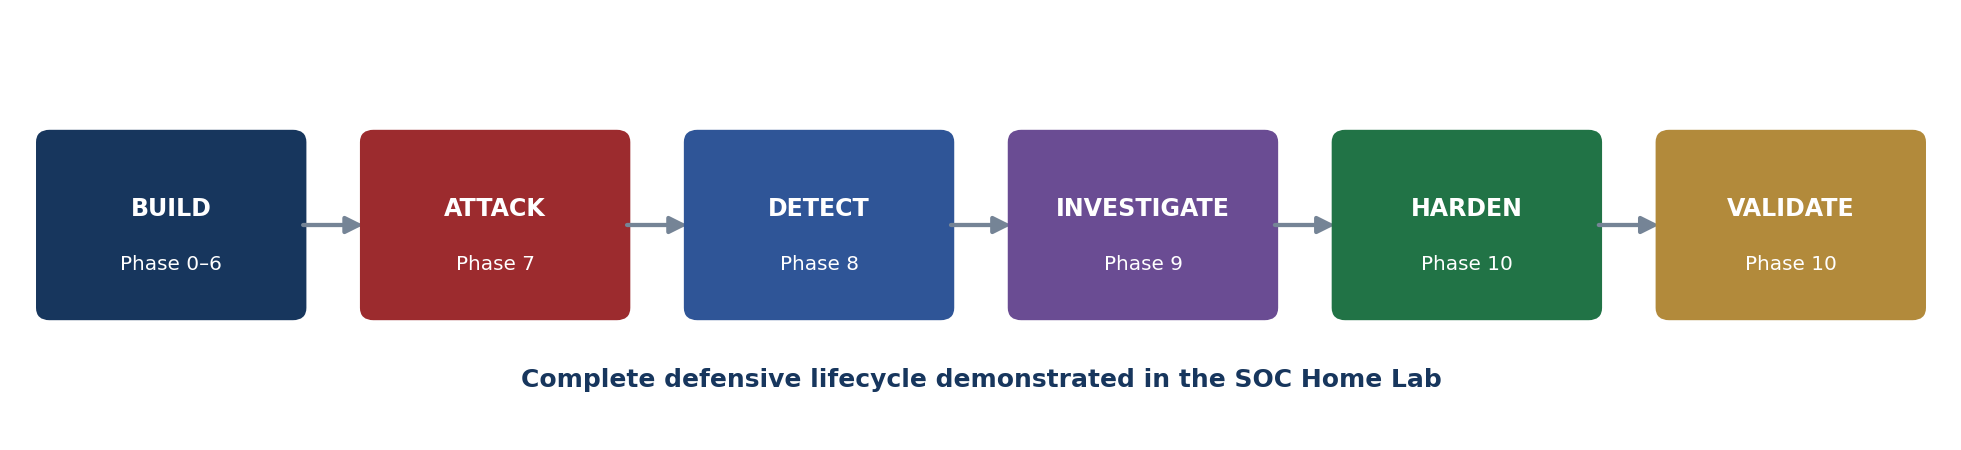 BUILD
Phase 0–6
ATTACK
Phase 7
DETECT
Phase 8
INVESTIGATE
Phase 9
HARDEN
Phase 10
VALIDATE
Phase 10
Complete defensive lifecycle demonstrated in the SOC Home Lab